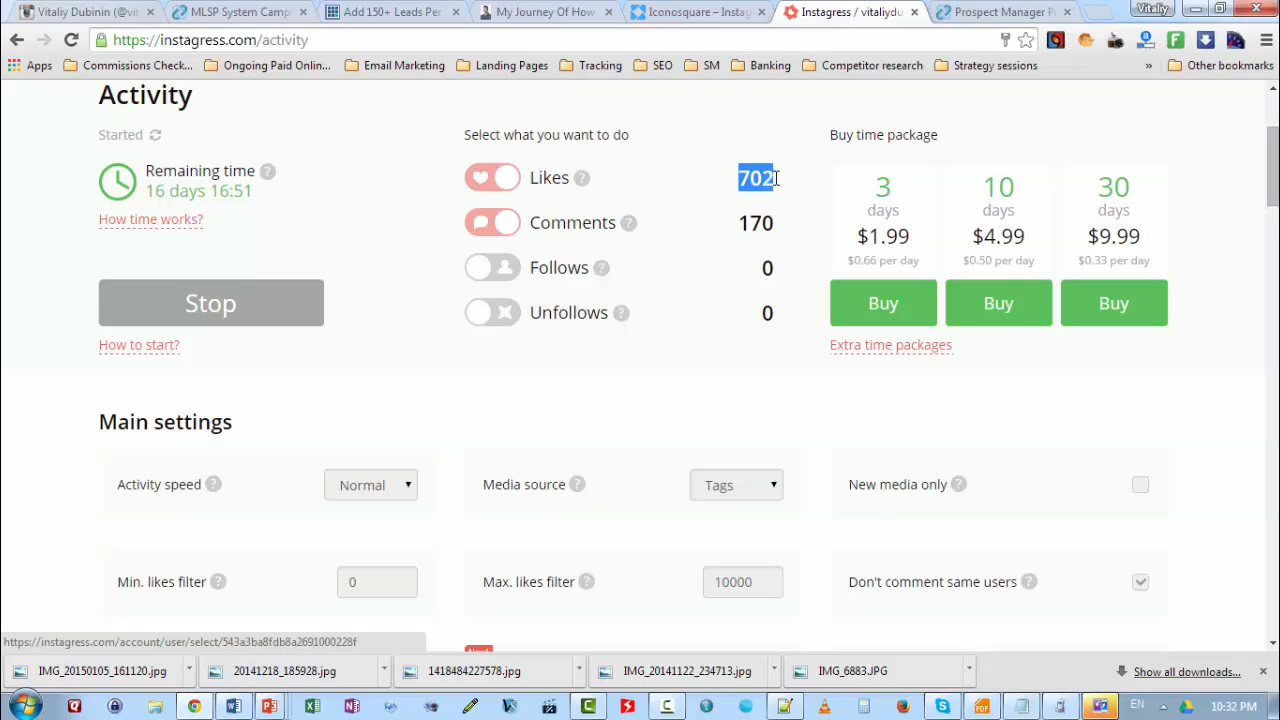 Vitaliy Dubinin (@vit
MLSP System Camp
Add 150+ Leads Per
My Journey Of How
Iconosquare – Instag
Instagress / vitaliydu
Prospect Manager P
Vitaliy
https://instagress.com/activity
Apps
Commissions Check...
Ongoing Paid Onlin...
Email Marketing
Landing Pages
Tracking
SEO
SM
Banking
Competitor research
Strategy sessions
»
Other bookmarks
Activity
Started
Select what you want to do
Buy time package
Remaining time ?
16 days 16:51
How time works?
Likes ? 702
Comments ? 170
Follows ? 0
Unfollows ? 0
3 days $1.99 $0.66 per day
10 days $4.99 $0.50 per day
30 days $9.99 $0.33 per day
Stop
Buy
Buy
Buy
How to start?
Extra time packages
Main settings
Activity speed ? Normal
Media source ? Tags
New media only ?
Min. likes filter ? 0
Max. likes filter ? 10000
Don't comment same users ?
https://instagress.com/account/user/select/543a3ba8fdb8a2691000228f
IMG_20150105_161120.jpg
20141218_185928.jpg
1418484227578.jpg
IMG_20141122_234713.jpg
IMG_6883.JPG
Show all downloads...
EN
10:32 PM